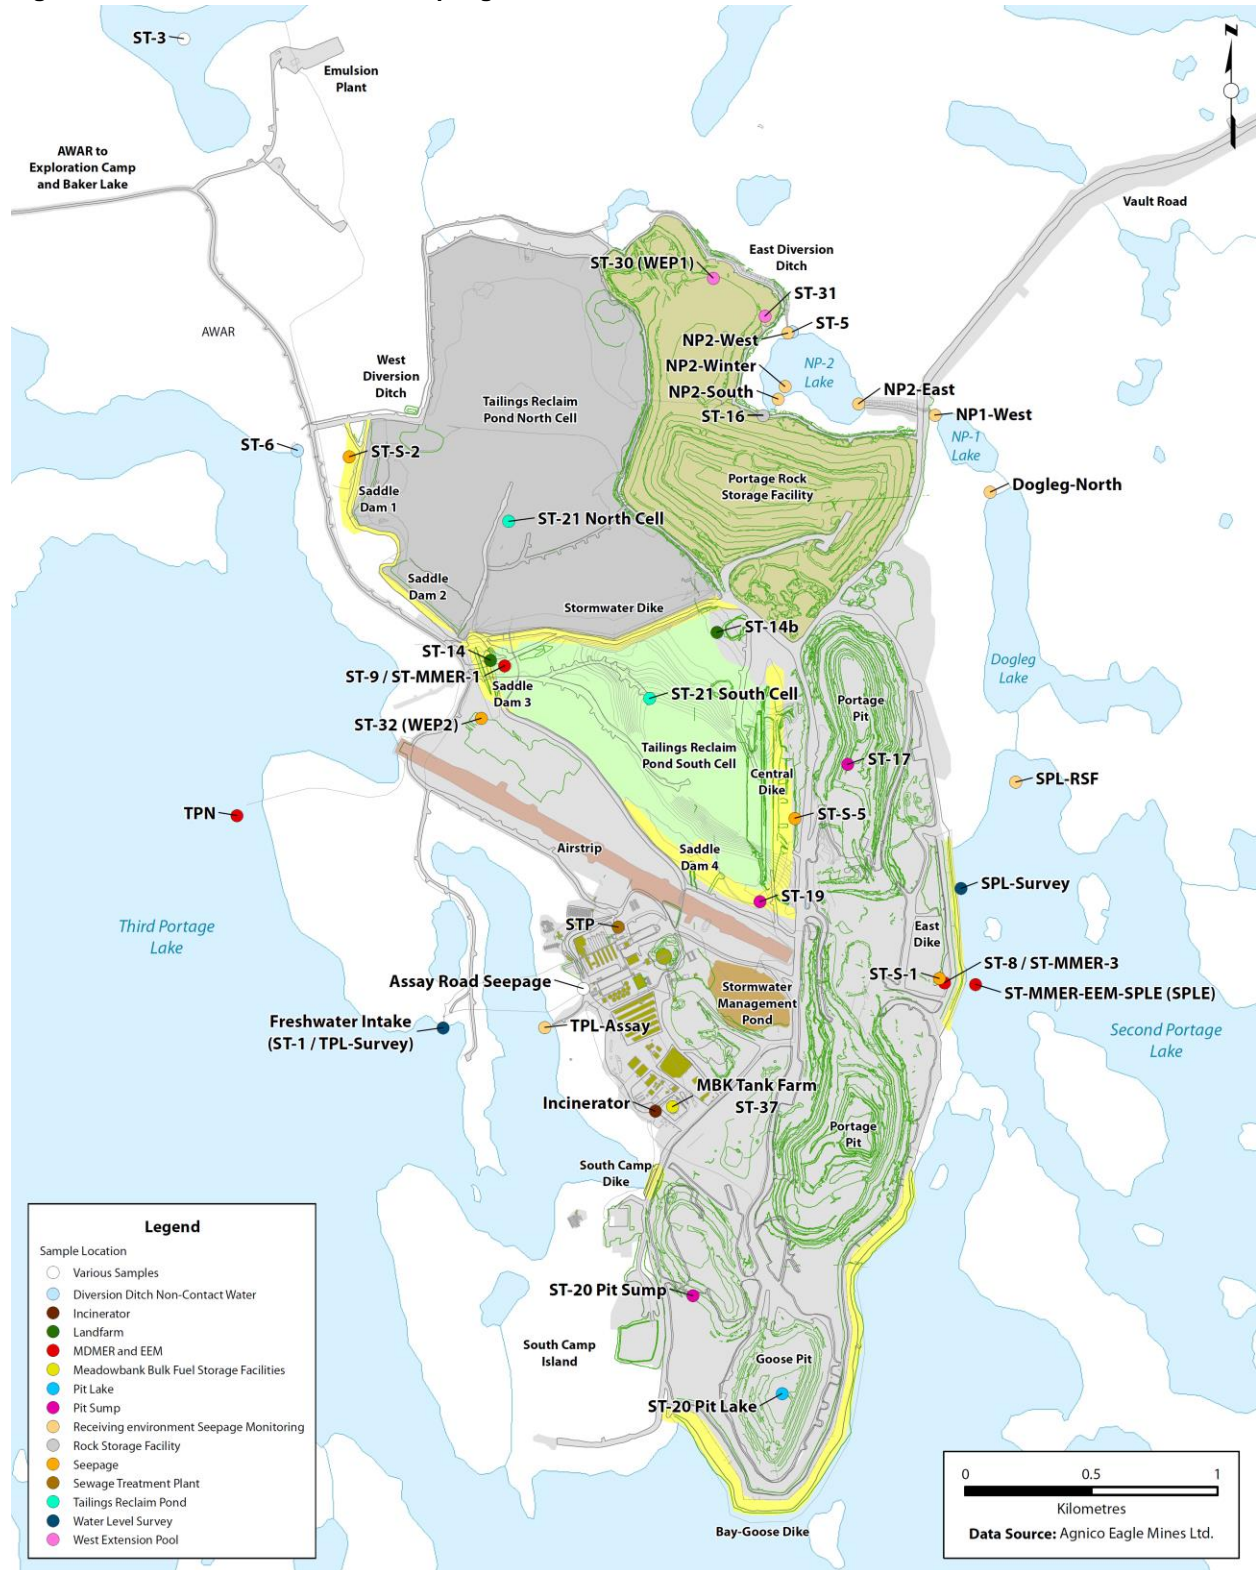 ST-3
Emulsion
Plant
AWAR to
Exploration Camp
and Baker Lake
N
Vault Road
East Diversion
Ditch
ST-30 (WEP1)
ST-31
AWAR
ST-5
NP2-West
NP-2
Lake
NP2-Winter
West
Diversion
Ditch
NP2-South
NP2-East
Tailings Reclaim
Pond North Cell
ST-16
NP1-West
NP-1
Lake
ST-6
ST-S-2
Saddle
Dam 1
Portage Rock
Storage Facility
Dogleg-North
ST-21 North Cell
Saddle
Dam 2
Stormwater Dike
ST-14b
ST-14
ST-9 / ST-MMER-1
Saddle
Dam 3
ST-21 South Cell
Dogleg
Lake
Portage
Pit
ST-32 (WEP2)
Tailings Reclaim
Pond South Cell
ST-17
Central
Dike
SPL-RSF
TPN
ST-S-5
Airstrip
Saddle
Dam 4
SPL-Survey
ST-19
Third Portage
Lake
STP
East
Dike
ST-8 / ST-MMER-3
ST-S-1
Assay Road Seepage
Stormwater
Management
Pond
ST-MMER-EEM-SPLE (SPLE)
Freshwater Intake
(ST-1 / TPL-Survey)
TPL-Assay
Second Portage
Lake
MBK Tank Farm
ST-37
Incinerator
Portage
Pit
South Camp
Dike
ST-20 Pit Sump
South Camp
Island
Goose Pit
ST-20 Pit Lake
Bay-Goose Dike
Legend
Sample Location
Various Samples
Diversion Ditch Non-Contact Water
Incinerator
Landfarm
MDMER and EEM
Meadowbank Bulk Fuel Storage Facilities
Pit Lake
Pit Sump
Receiving environment Seepage Monitoring
Rock Storage Facility
Seepage
Sewage Treatment Plant
Tailings Reclaim Pond
Water Level Survey
West Extension Pool
0 0.5 1
Kilometres
Data Source: Agnico Eagle Mines Ltd.